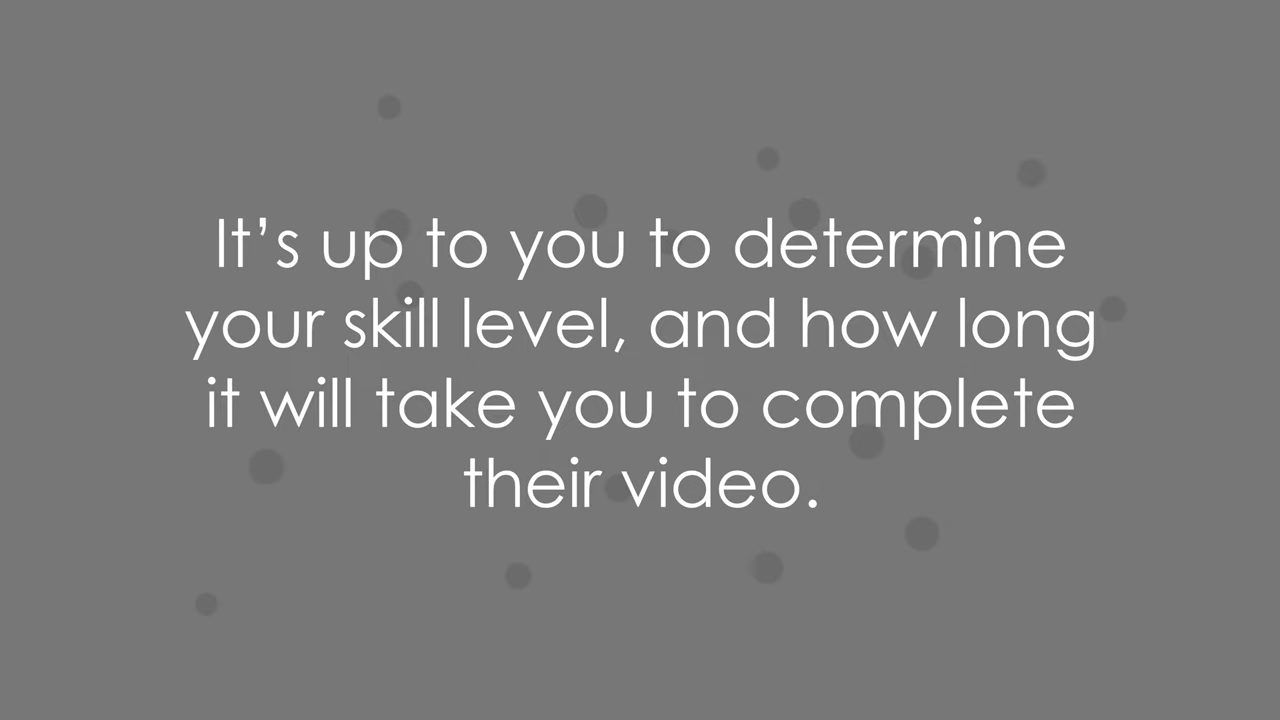 It’s up to you to determine
your skill level, and how long
it will take you to complete
their video.